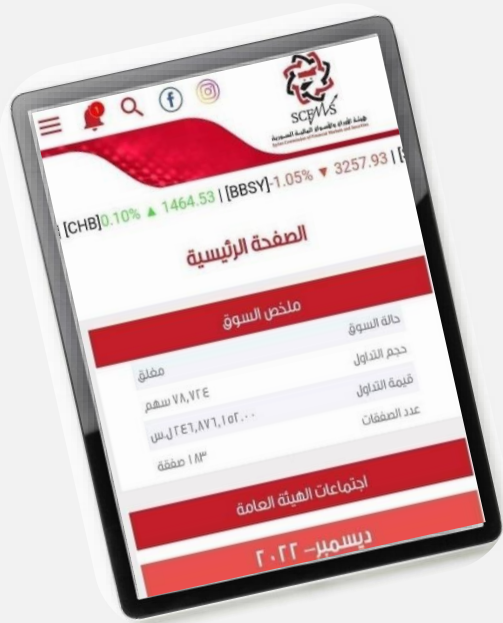 SCFMS
هيئة الأوراق والأسواق المالية السورية
Syrian Commission of Financial Markets and Securities
[CHB]0.10% ▲ 1464.53 | [BBSY]-1.05% ▼ 3257.93 |
الصفحة الرئيسية
ملخص السوق
حالة السوق مغلق
حجم التداول ٧٨,٧٢٤ سهم
قيمة التداول ٢٤٦,٨٧٦,١٥٢.٠٠ ل.س
عدد الصفقات ١٨٣ صفقة
اجتماعات الهيئة العامة
ديسمبر– ٢٠٢٢